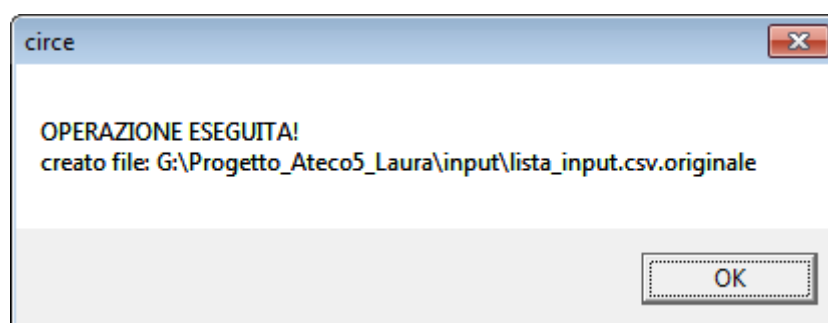 circe
OPERAZIONE ESEGUITA!
creato file: G:\Progetto_Ateco5_Laura\input\lista_input.csv.originale
OK